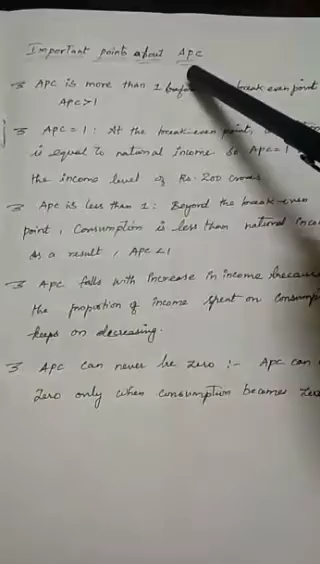 Important points about APC
APC is more than 1 break even point
APC>1
APC = 1 : At the break-even point,
is equal to national Income so APC = 1
the income level of Rs. 200 crores
APC is less than 1 : Beyond the break-even
point, Consumption is less than national
As a result, APC <1
APC falls with increase in income
the proportion of income spent on
keeps on decreasing.
APC can never be zero :- APC can
zero only when consumption becomes